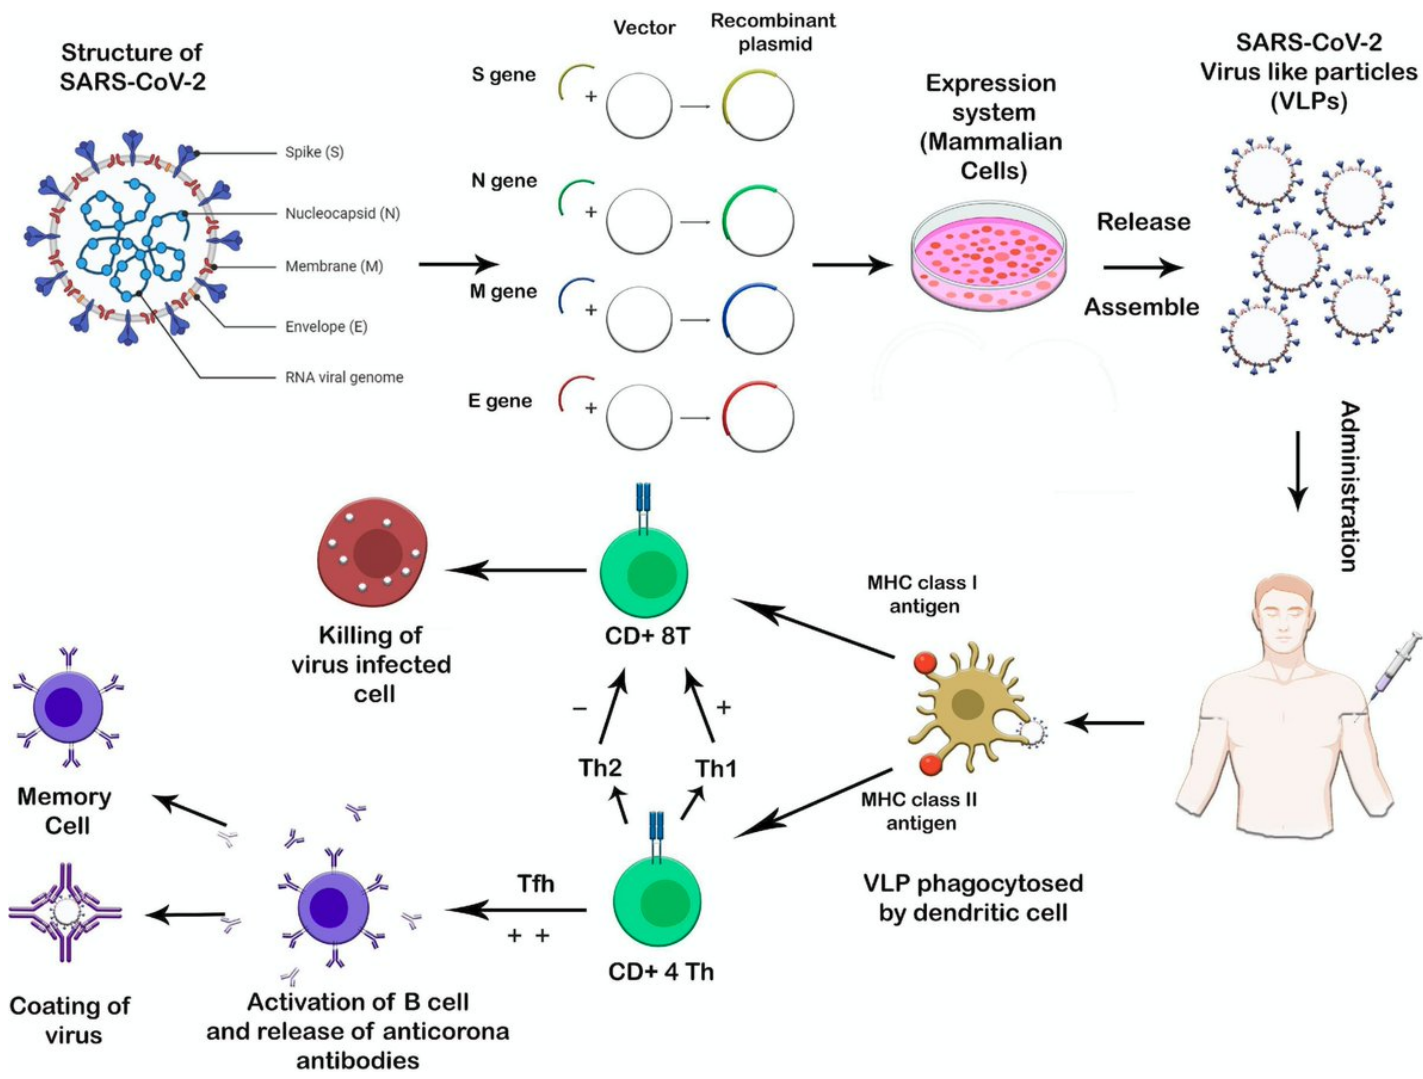 Structure of
SARS-CoV-2
Spike (S)
Nucleocapsid (N)
Membrane (M)
Envelope (E)
RNA viral genome
Vector
Recombinant
plasmid
S gene
+
N gene
+
M gene
+
E gene
+
Expression
system
(Mammalian
Cells)
Release
Assemble
SARS-CoV-2
Virus like particles
(VLPs)
Administration
MHC class I
antigen
MHC class II
antigen
VLP phagocytosed
by dendritic cell
CD+ 8T
−
+
Th2
Th1
CD+ 4 Th
Killing of
virus infected
cell
Tfh
+ +
Activation of B cell
and release of anticorona
antibodies
Memory
Cell
Coating of
virus